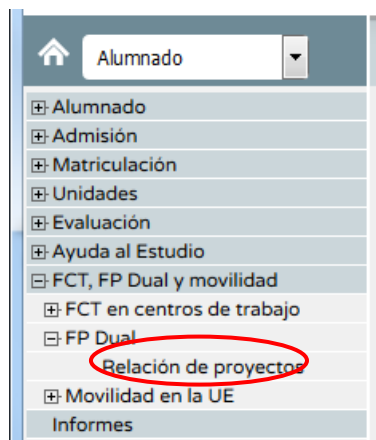 Alumnado
Alumnado
Admisión
Matriculación
Unidades
Evaluación
Ayuda al Estudio
FCT, FP Dual y movilidad
FCT en centros de trabajo
FP Dual
Relación de proyectos
Movilidad en la UE
Informes